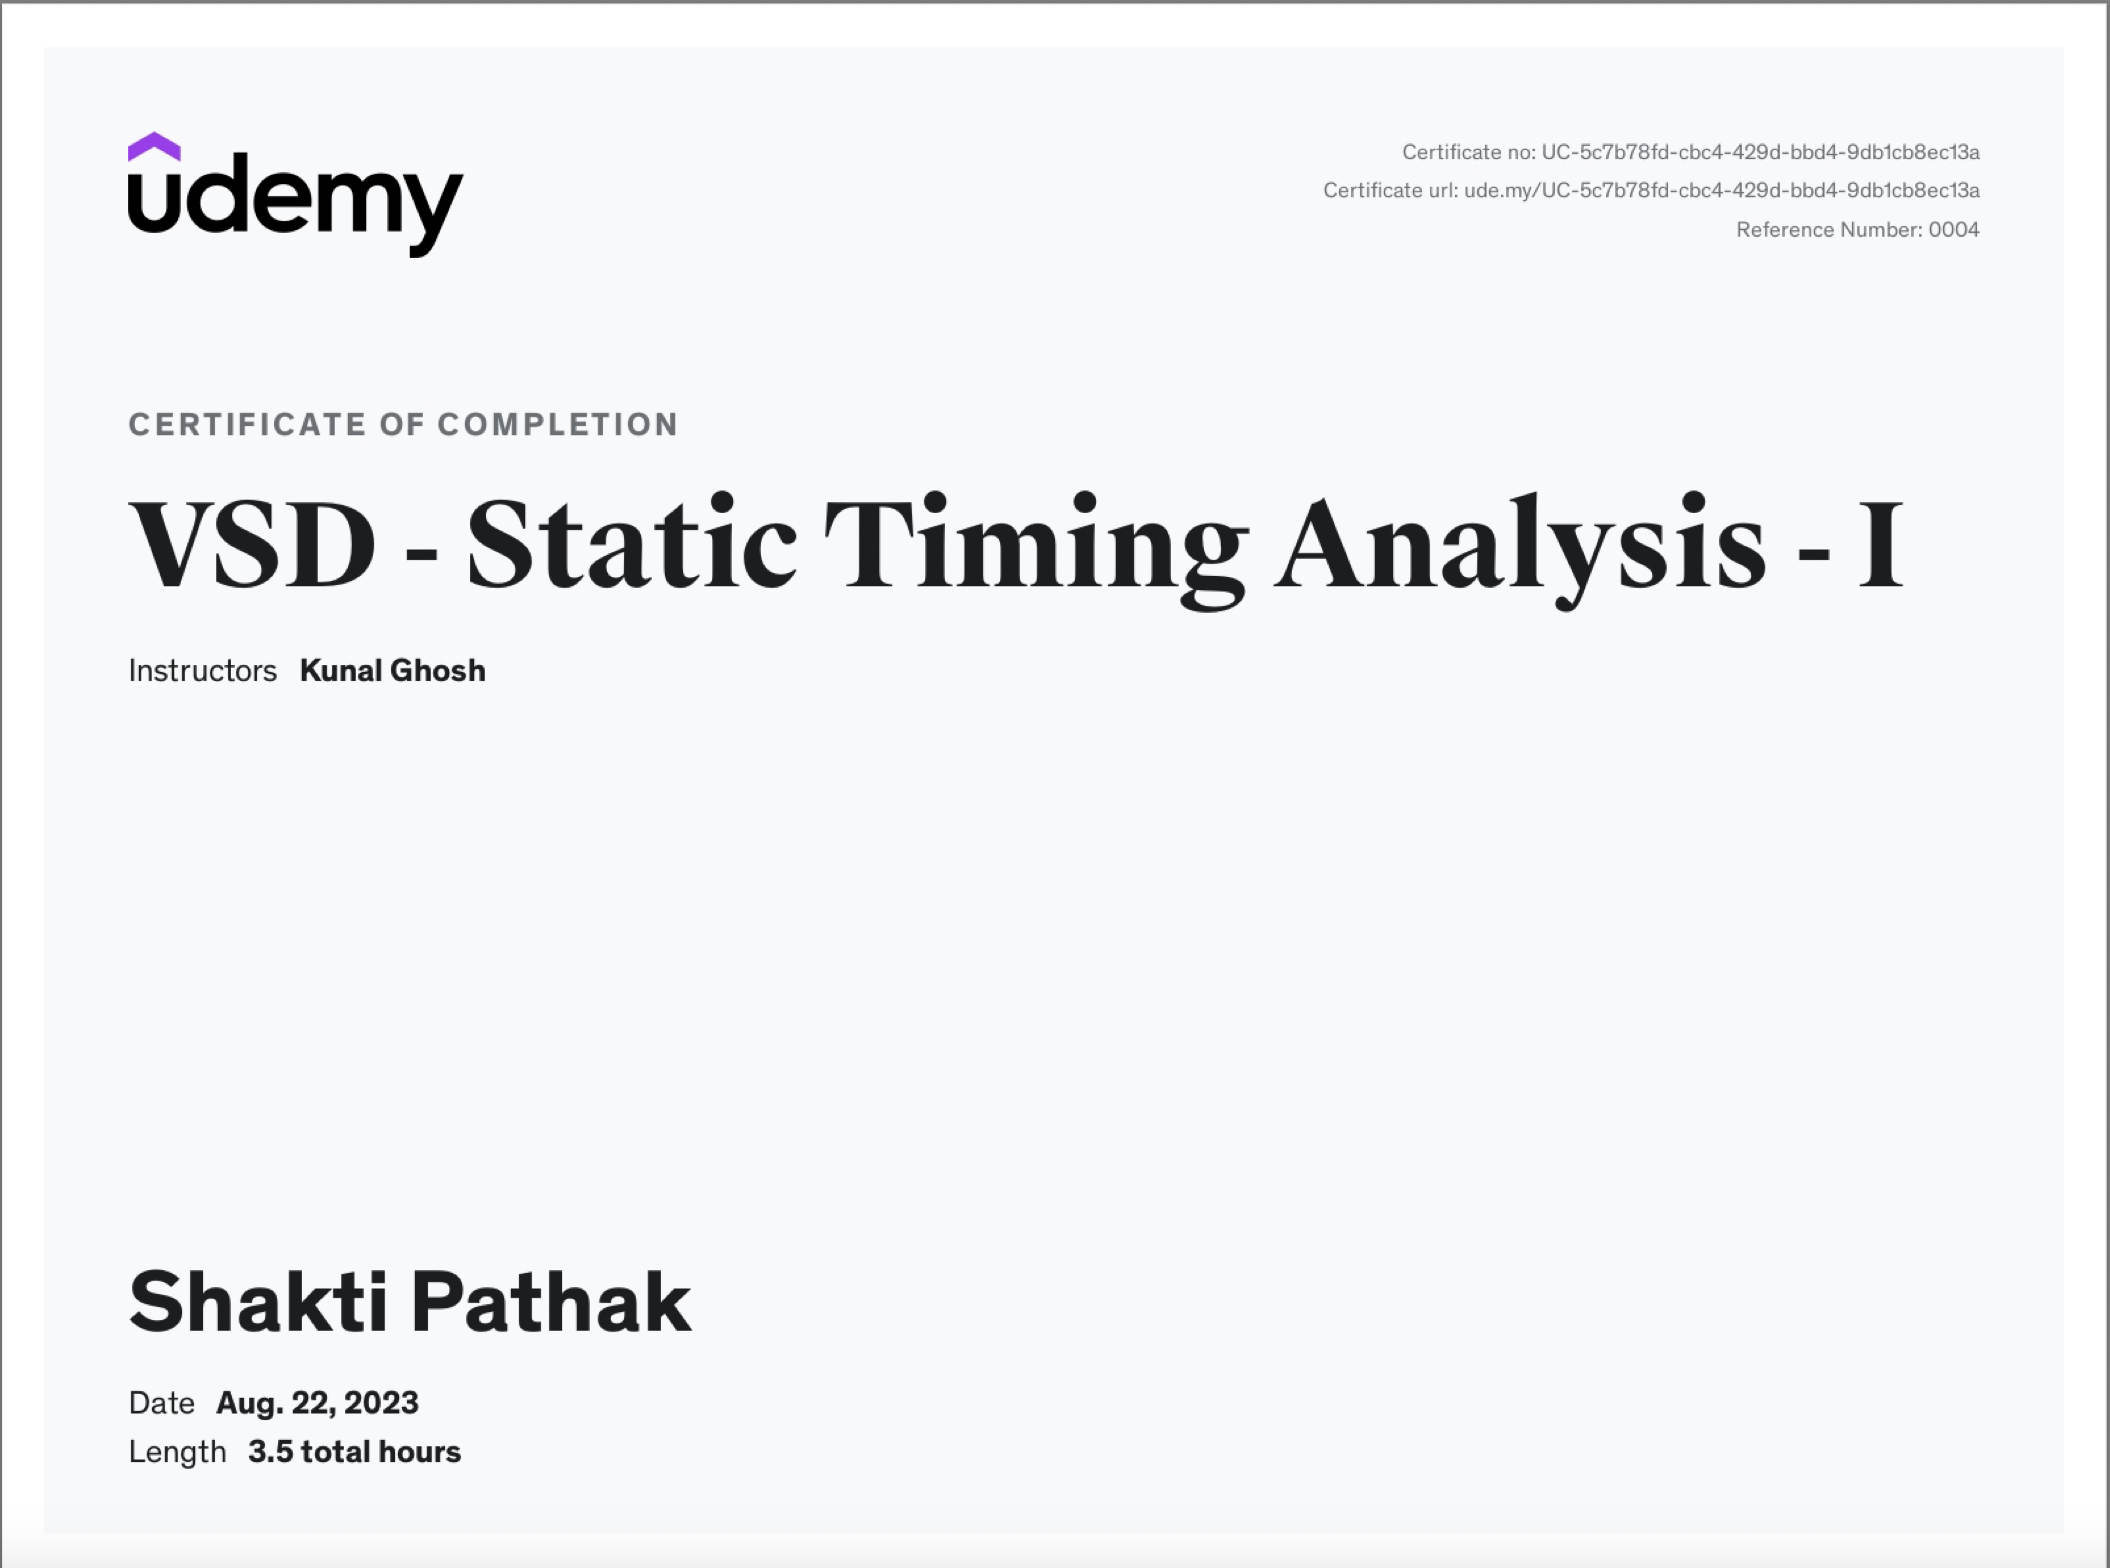 udemy
Certificate no: UC-5c7b78fd-cbc4-429d-bbd4-9db1cb8ec13a
Certificate url: ude.my/UC-5c7b78fd-cbc4-429d-bbd4-9db1cb8ec13a
Reference Number: 0004
CERTIFICATE OF COMPLETION
VSD - Static Timing Analysis - I
Instructors Kunal Ghosh
Shakti Pathak
Date Aug. 22, 2023
Length 3.5 total hours